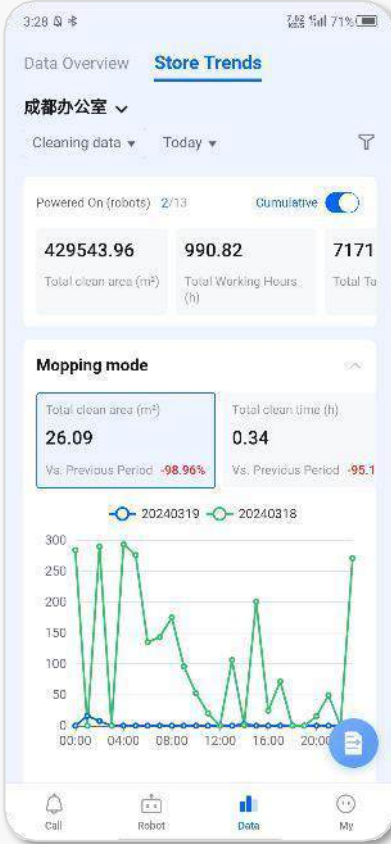 3:28 71%
Data Overview Store Trends
成都办公室
Cleaning data Today
Powered On (robots) 2/13 Cumulative
429543.96 990.82 7171
Total clean area (m²) Total Working Hours (h) Total Ta
Mopping mode
Total clean area (m²) Total clean time (h)
26.09 0.34
Vs. Previous Period -98.96% Vs. Previous Period -95.1
20240319 20240318
300
250
200
150
100
50
0
00:00 04:00 08:00 12:00 16:00 20:00
Call Robot Data My